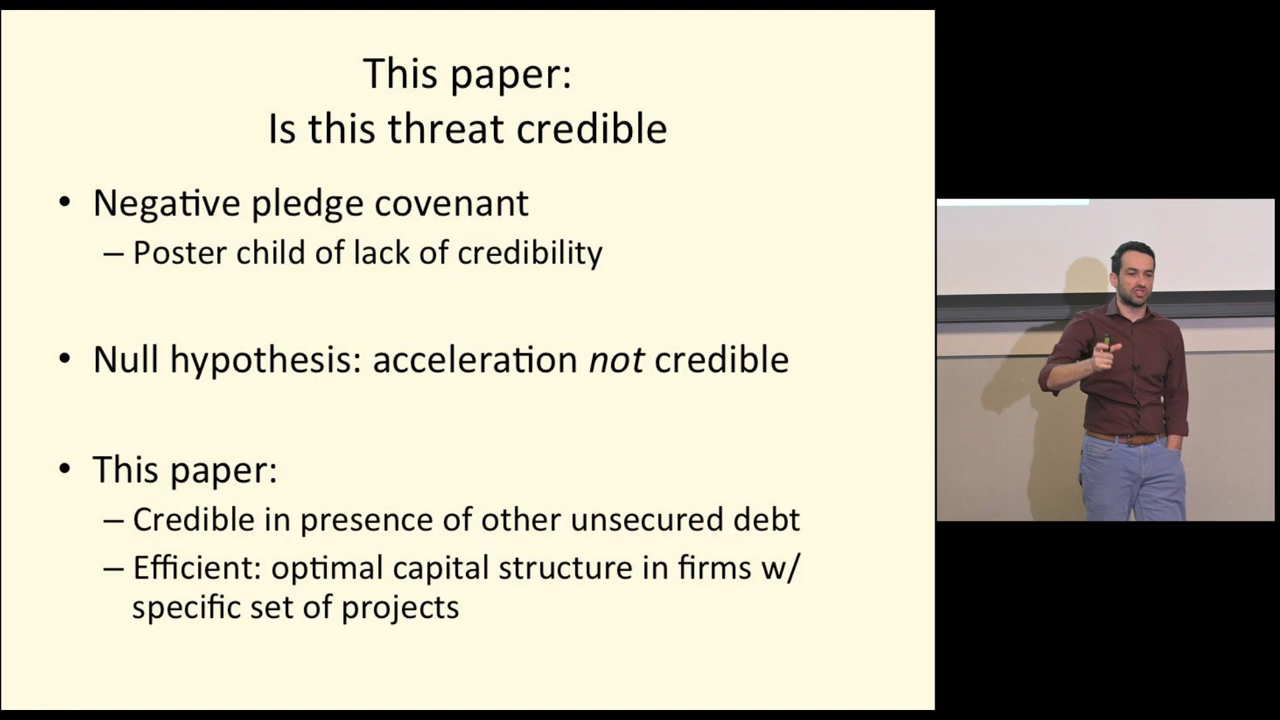 This paper:
Is this threat credible
• Negative pledge covenant
– Poster child of lack of credibility
• Null hypothesis: acceleration not credible
• This paper:
– Credible in presence of other unsecured debt
– Efficient: optimal capital structure in firms w/
specific set of projects